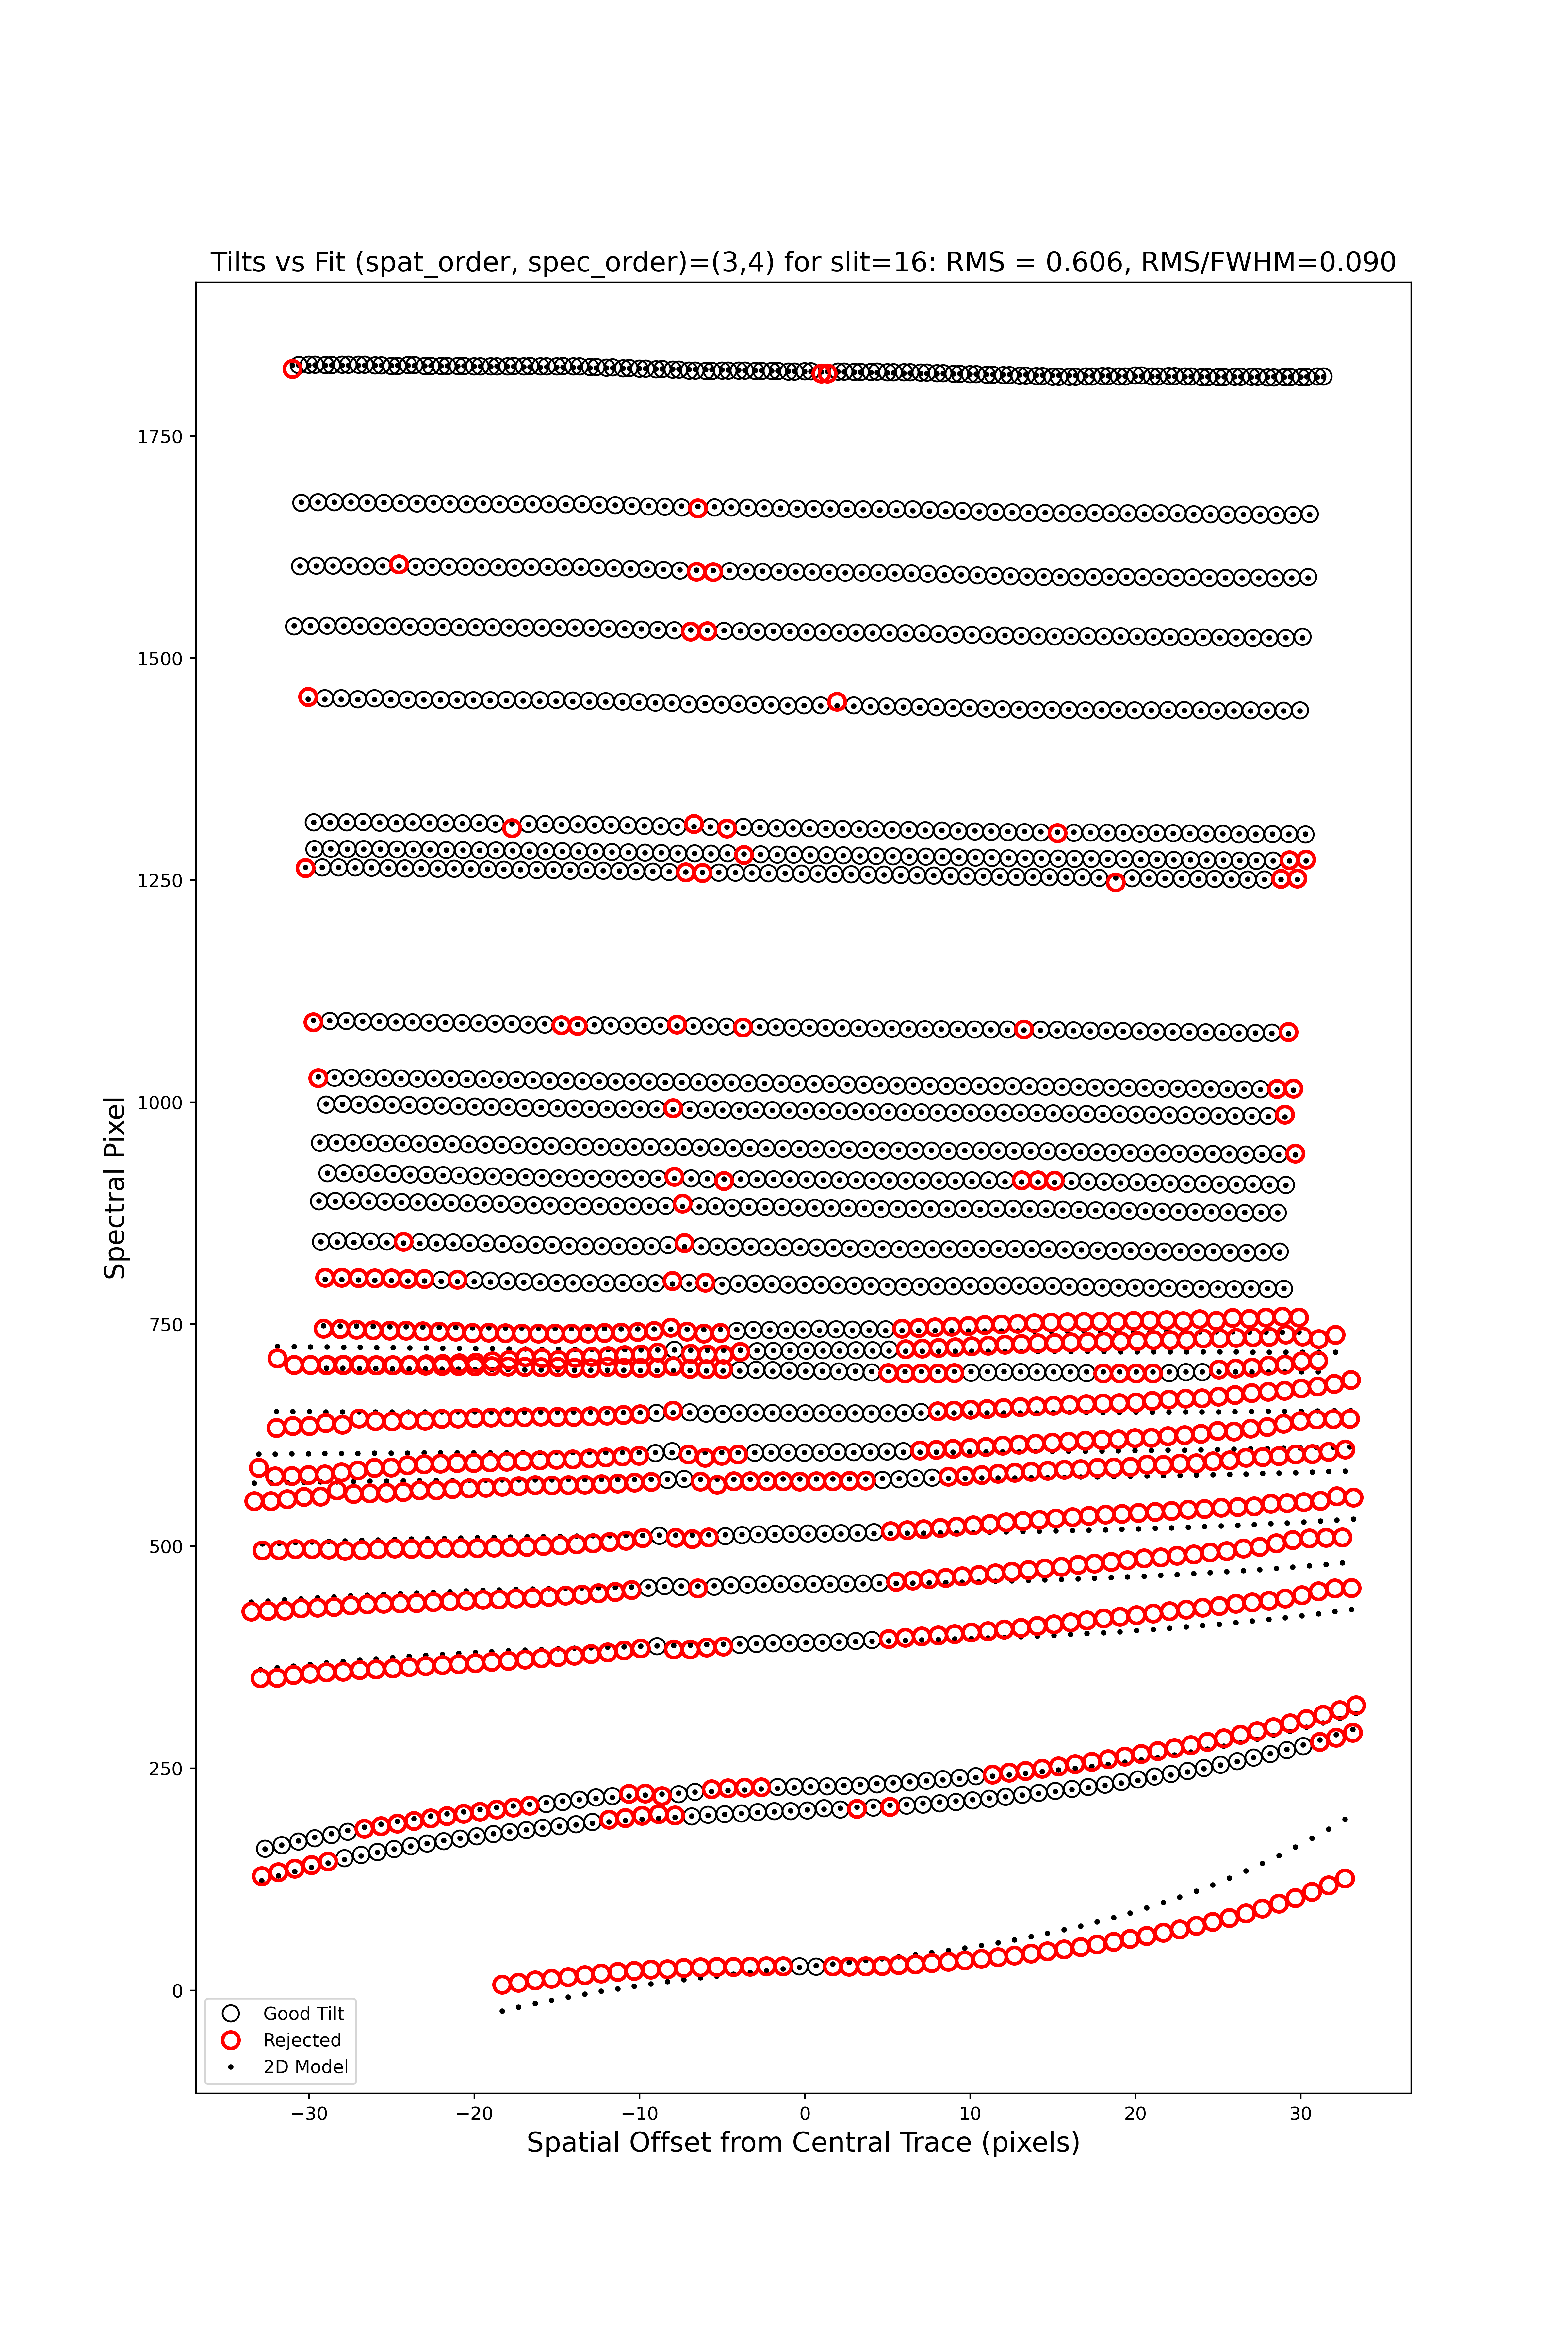 Tilts vs Fit (spat_order, spec_order)=(3,4) for slit=16: RMS = 0.606, RMS/FWHM=0.090
1750
1500
1250
1000
750
500
250
0
Spectral Pixel
Good Tilt
Rejected
2D Model
−30 −20 −10 0 10 20 30
Spatial Offset from Central Trace (pixels)